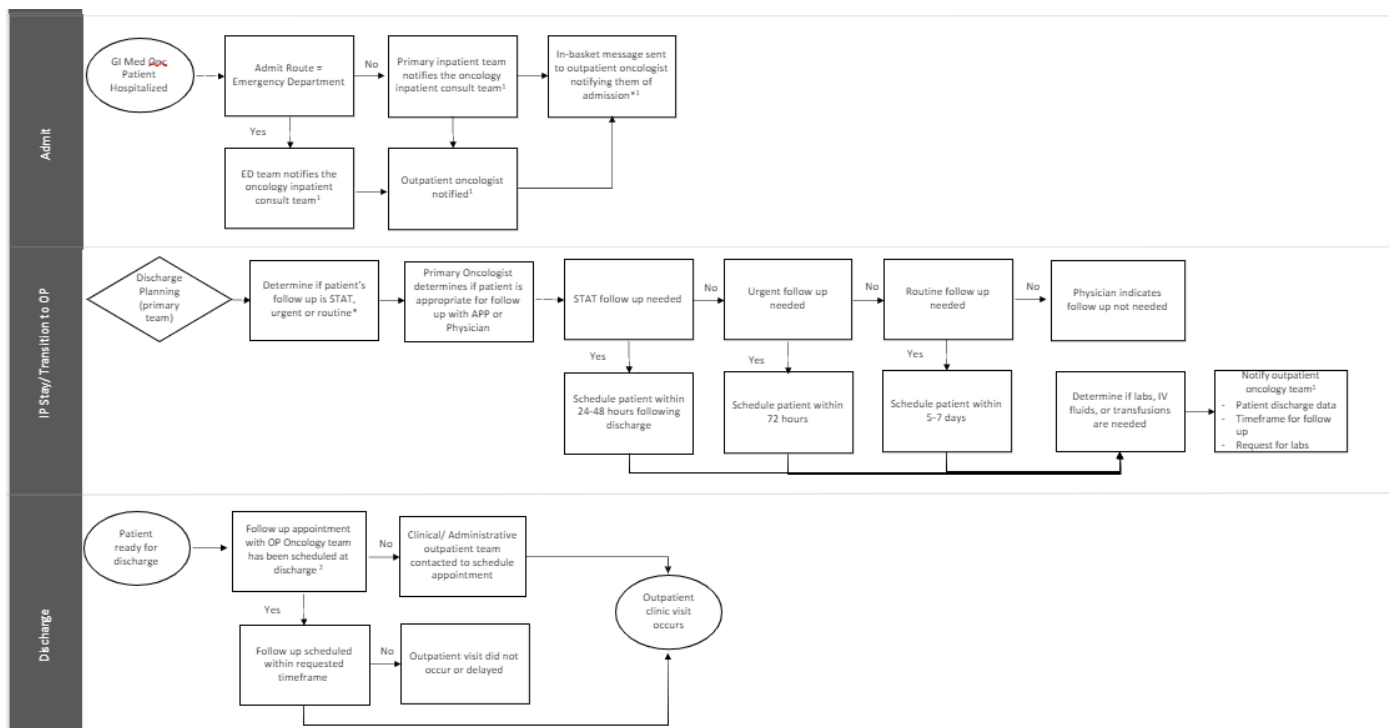 Admit
GI Med Onc
Patient
Hospitalized
Admit Route =
Emergency Department
No
Primary inpatient team
notifies the oncology
inpatient consult team¹
In-basket message sent
to outpatient oncologist
notifying them of
admission*¹
Yes
ED team notifies the
oncology inpatient
consult team¹
Outpatient oncologist
notified¹
IP Stay/ Transition to OP
Discharge
Planning
(primary
team)
Determine if patient's
follow up is STAT,
urgent or routine*
Primary Oncologist
determines if patient is
appropriate for follow
up with APP or
Physician
STAT follow up needed
No
Urgent follow up
needed
No
Routine follow up
needed
No
Physician indicates
follow up not needed
Yes
Yes
Yes
Schedule patient within
24-48 hours following
discharge
Schedule patient within
72 hours
Schedule patient within
5-7 days
Determine if labs, IV
fluids, or transfusions
are needed
Notify outpatient
oncology team¹
- Patient discharge data
- Timeframe for follow
up
- Request for labs
Discharge
Patient
ready for
discharge
Follow up appointment
with OP Oncology team
has been scheduled at
discharge ²
No
Clinical/ Administrative
outpatient team
contacted to schedule
appointment
Outpatient
clinic visit
occurs
Yes
Follow up scheduled
within requested
timeframe
No
Outpatient visit did not
occur or delayed